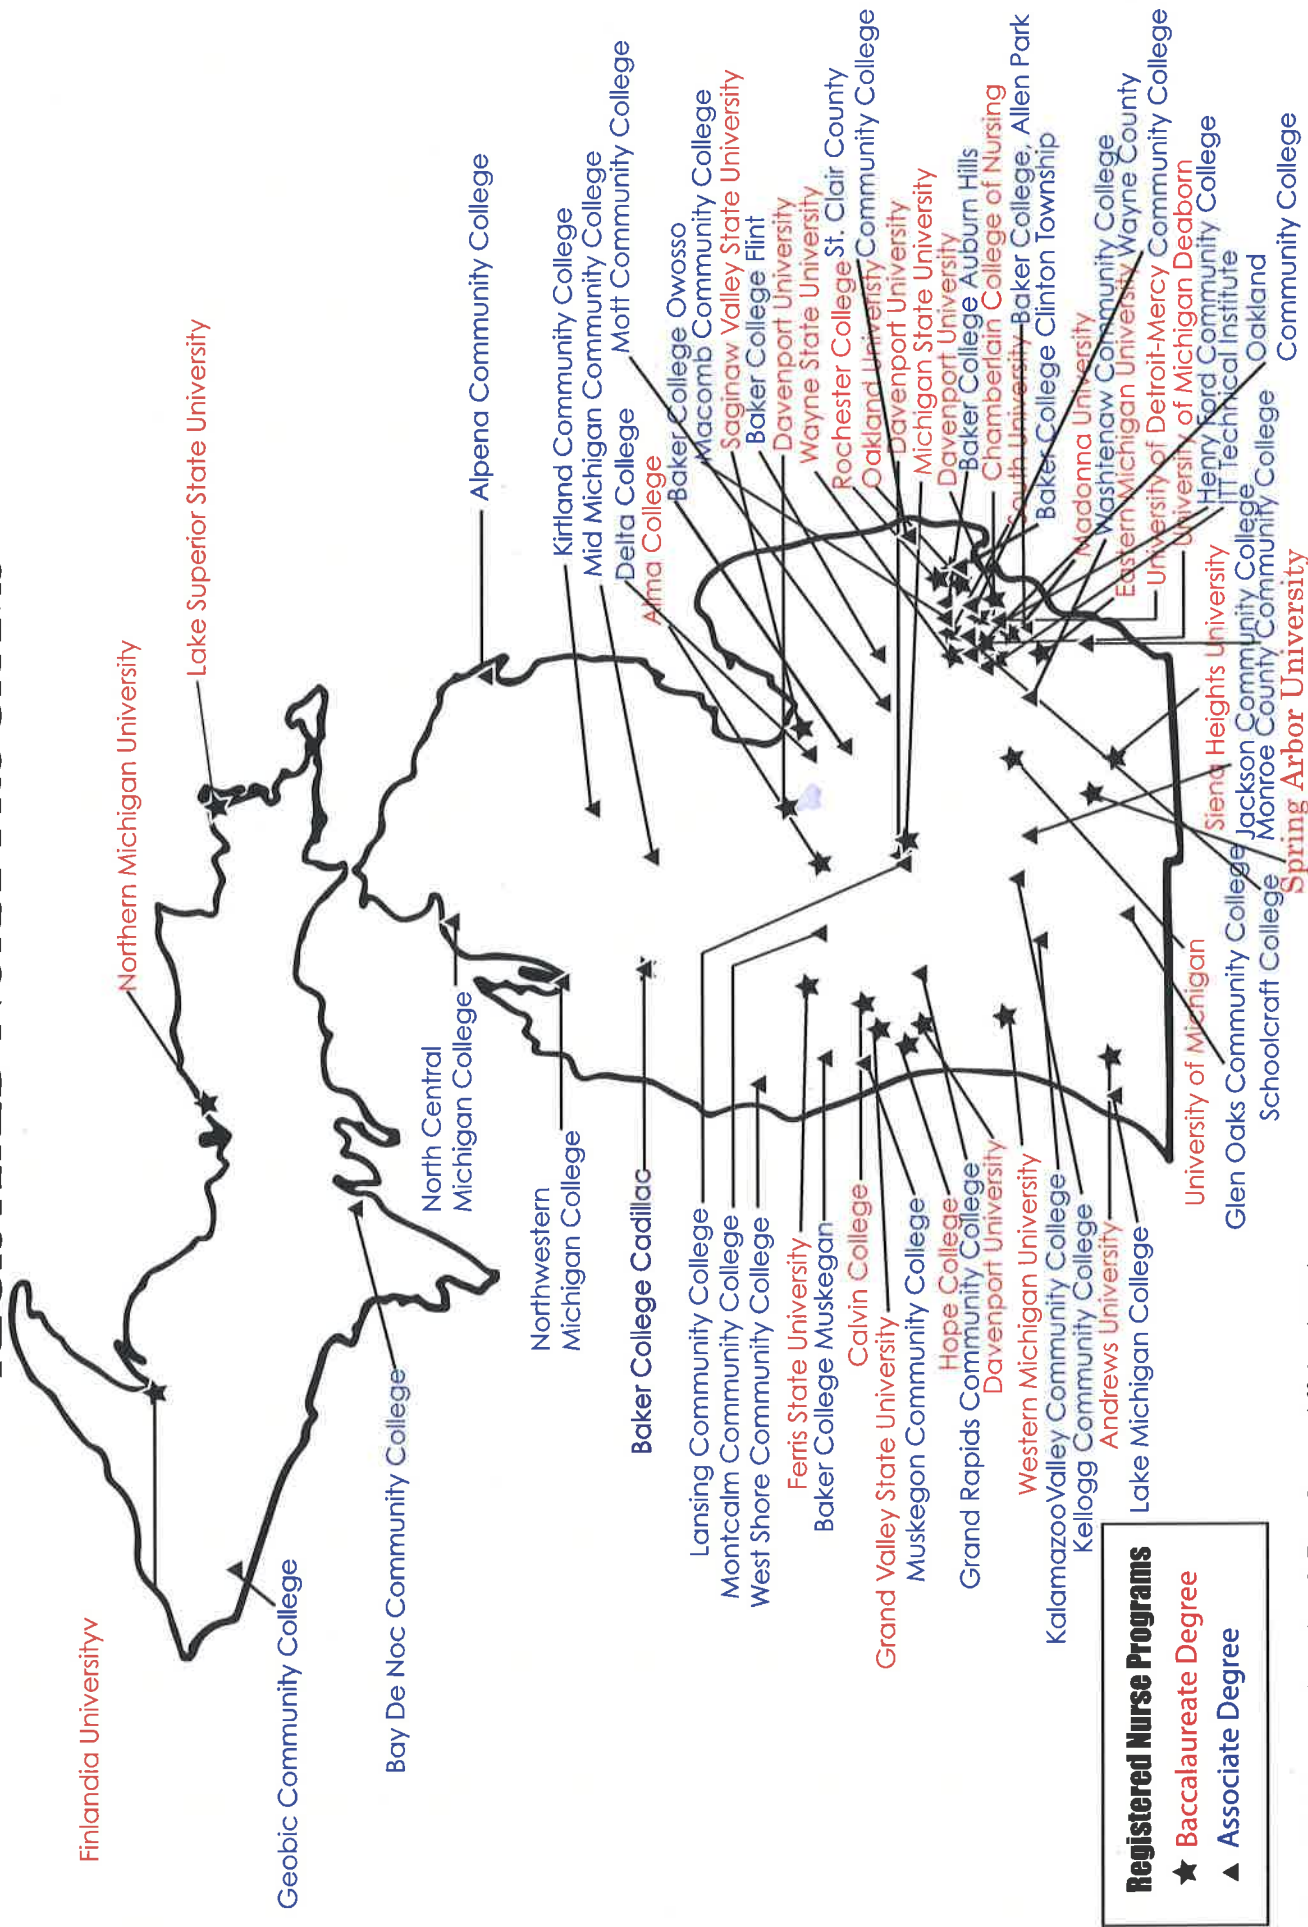 Finlandia Universityv
Northern Michigan University
Lake Superior State University
Geobic Community College
Bay De Noc Community College
North Central
Michigan College
Alpena Community College
Northwestern
Michigan College
Kirtland Community College
Mid Michigan Community College
Mott Community College
Delta College
Alma College
Baker College Cadillac
Baker College Owosso
Macomb Community College
Saginaw Valley State University
Baker College Flint
Davenport University
Wayne State University
Rochester College
St. Clair County
Community College
Oakland Univeristy
Davenport University
Michigan State University
Davenport University
Baker College Auburn Hills
Chamberlain College of Nursing
South University
Baker College, Allen Park
Baker College Clinton Township
Madonna University
Washtenaw Community College
Eastern Michigan University
Wayne County
Community College
University of Detroit-Mercy
University of Michigan Deaborn
Henry Ford Community College
ITT Technical Institute
Oakland
Community College
Lansing Community College
Montcalm Community College
West Shore Community College
Ferris State University
Baker College Muskegan
Calvin College
Grand Valley State University
Muskegon Community College
Hope College
Grand Rapids Community College
Davenport University
Western Michigan University
KalamazooValley Community College
Kellogg Community College
Andrews University
Lake Michigan College
University of Michigan
Siena Heights University
Glen Oaks Community College
Jackson Community College
Schoolcraft College
Monroe County Community College
Spring Arbor University
Registered Nurse Programs
Baccalaureate Degree
Associate Degree